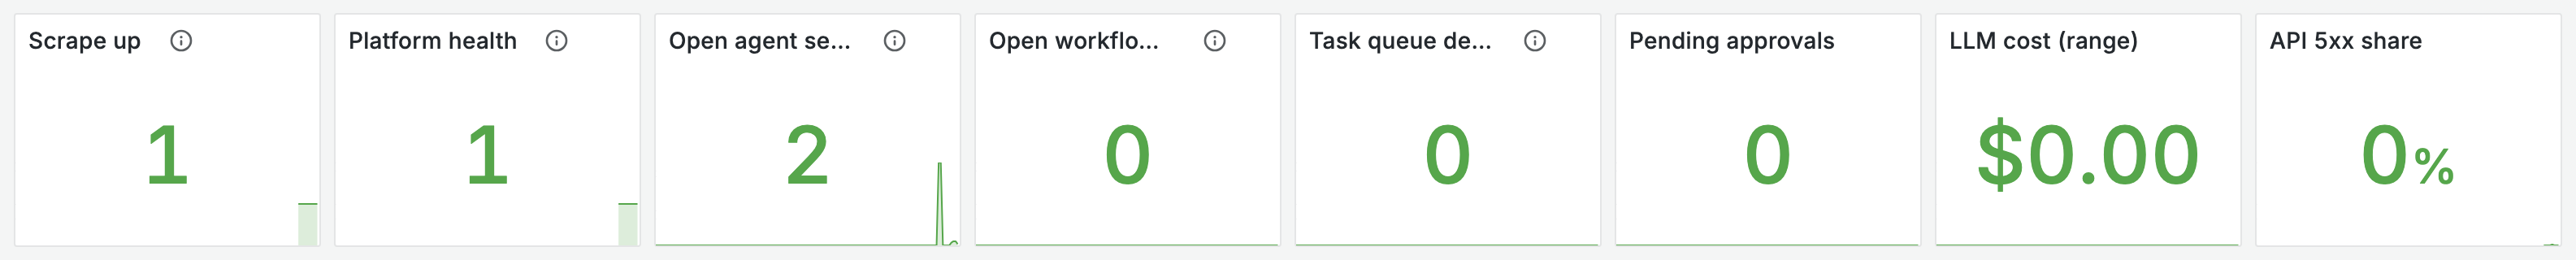 Scrape up
Platform health
Open agent se...
Open workflo...
Task queue de...
Pending approvals
LLM cost (range)
API 5xx share
1
1
2
0
0
0
$0.00
0%